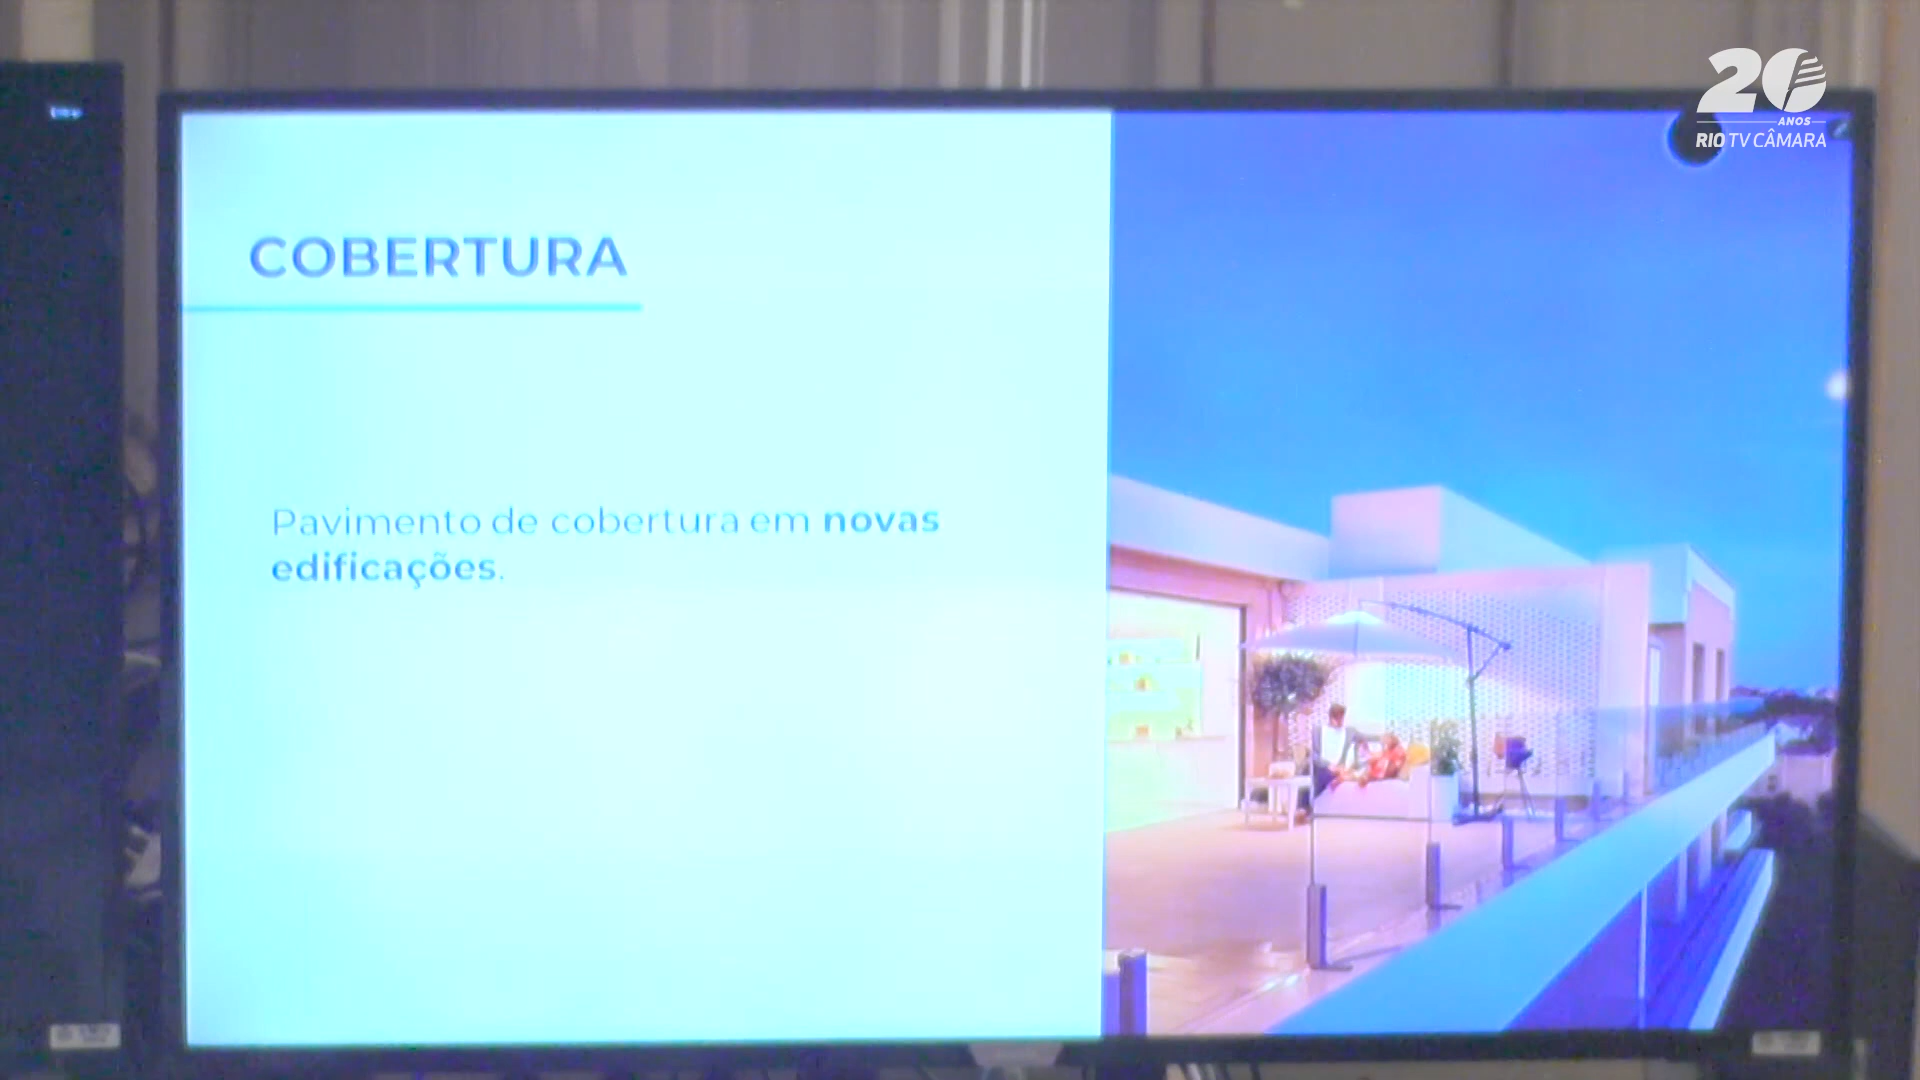 20
ANOS
RIO TV CÂMARA
COBERTURA
Pavimento de cobertura em novas
edificações.